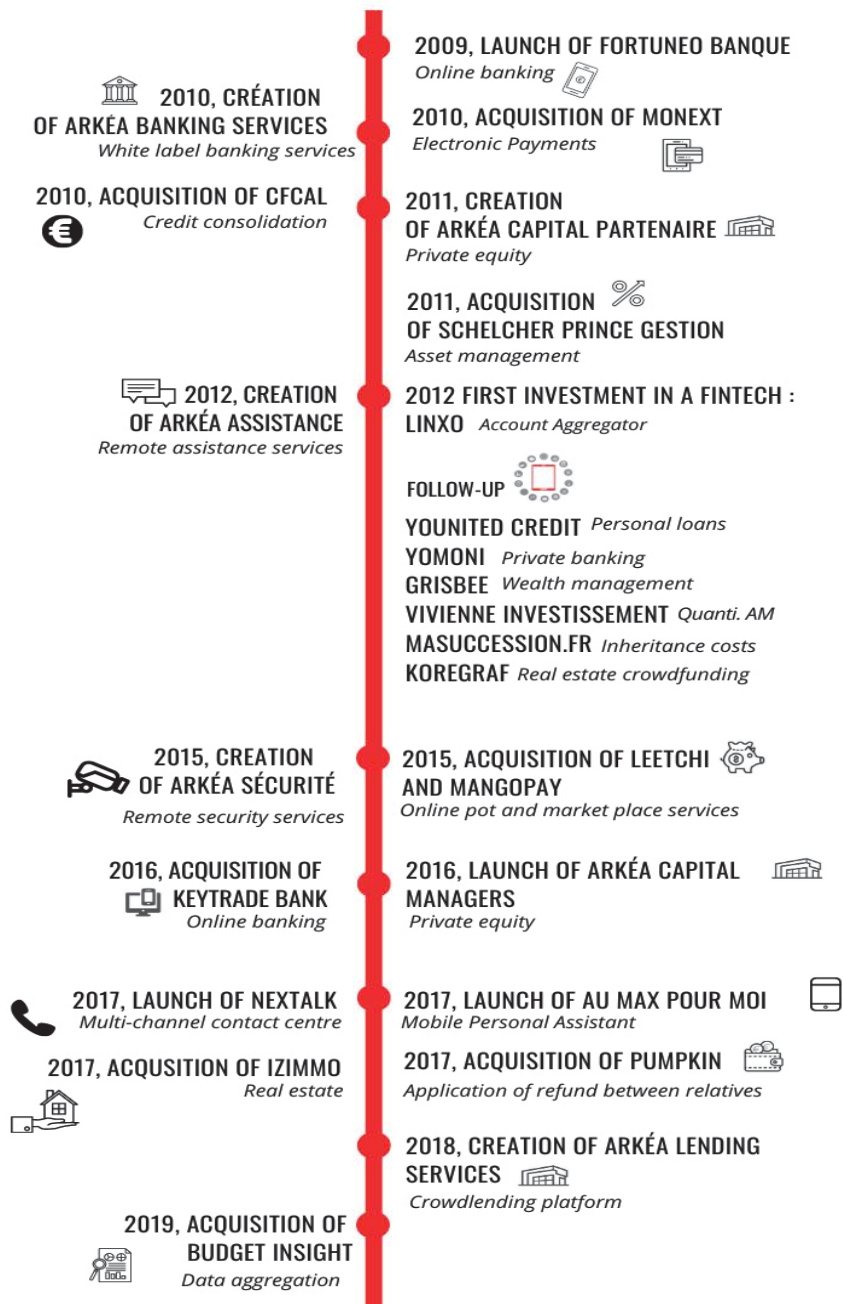 2009, LAUNCH OF FORTUNEO BANQUE
Online banking
2010, CRÉATION
OF ARKÉA BANKING SERVICES
White label banking services
2010, ACQUISITION OF MONEXT
Electronic Payments
2010, ACQUISITION OF CFCAL
Credit consolidation
2011, CREATION
OF ARKÉA CAPITAL PARTENAIRE
Private equity
2011, ACQUISITION
OF SCHELCHER PRINCE GESTION
Asset management
2012, CREATION
OF ARKÉA ASSISTANCE
Remote assistance services
2012 FIRST INVESTMENT IN A FINTECH :
LINXO Account Aggregator
FOLLOW-UP
YOUNITED CREDIT Personal loans
YOMONI Private banking
GRISBEE Wealth management
VIVIENNE INVESTISSEMENT Quanti. AM
MASUCCESSION.FR Inheritance costs
KOREGRAF Real estate crowdfunding
2015, CREATION
OF ARKÉA SÉCURITÉ
Remote security services
2015, ACQUISITION OF LEETCHI
AND MANGOPAY
Online pot and market place services
2016, ACQUISITION OF
KEYTRADE BANK
Online banking
2016, LAUNCH OF ARKÉA CAPITAL
MANAGERS
Private equity
2017, LAUNCH OF NEXTALK
Multi-channel contact centre
2017, LAUNCH OF AU MAX POUR MOI
Mobile Personal Assistant
2017, ACQUSITION OF IZIMMO
Real estate
2017, ACQUISITION OF PUMPKIN
Application of refund between relatives
2018, CREATION OF ARKÉA LENDING
SERVICES
Crowdlending platform
2019, ACQUISITION OF
BUDGET INSIGHT
Data aggregation